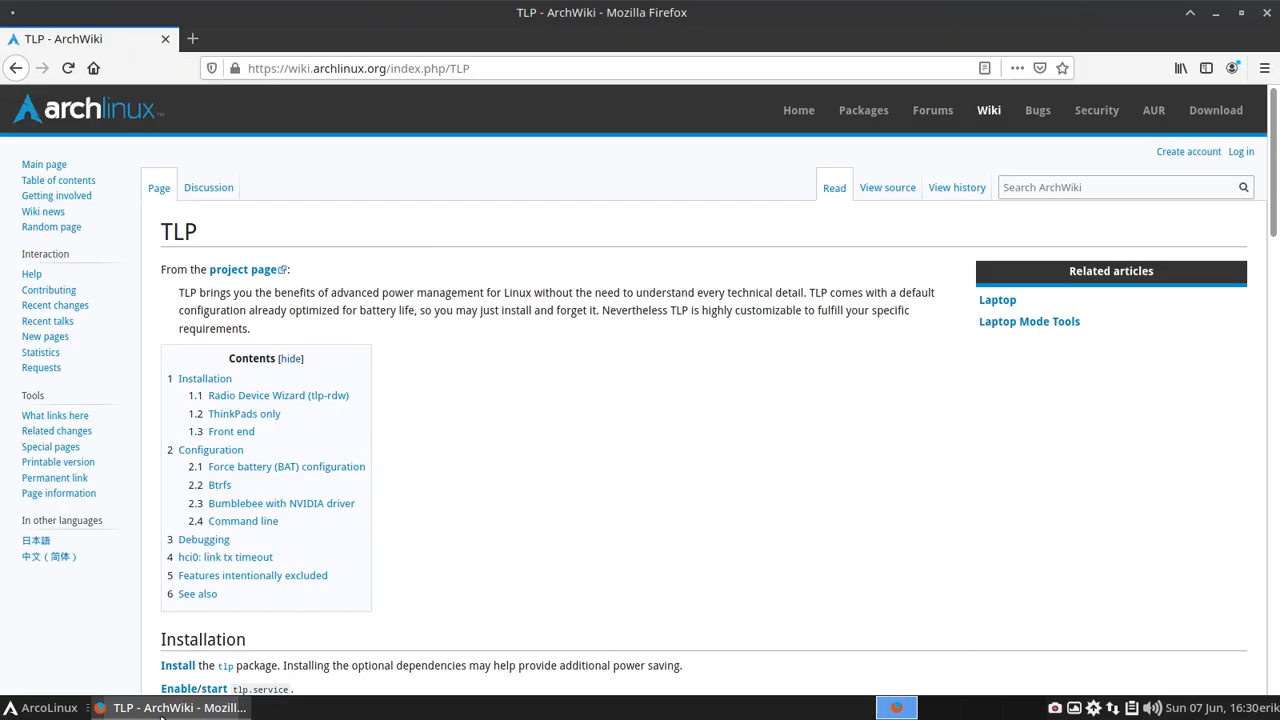 TLP - ArchWiki - Mozilla Firefox
TLP - ArchWiki
https://wiki.archlinux.org/index.php/TLP
archlinux™
Home Packages Forums Wiki Bugs Security AUR Download
Create account Log in
Page Discussion Read View source View history Search ArchWiki
Main page
Table of contents
Getting involved
Wiki news
Random page
Interaction
Help
Contributing
Recent changes
Recent talks
New pages
Statistics
Requests
Tools
What links here
Related changes
Special pages
Printable version
Permanent link
Page information
In other languages
日本語
中文（简体）
TLP
From the project page:
TLP brings you the benefits of advanced power management for Linux without the need to understand every technical detail. TLP comes with a default
configuration already optimized for battery life, so you may just install and forget it. Nevertheless TLP is highly customizable to fulfill your specific
requirements.
Related articles
Laptop
Laptop Mode Tools
Contents [hide]
1 Installation
1.1 Radio Device Wizard (tlp-rdw)
1.2 ThinkPads only
1.3 Front end
2 Configuration
2.1 Force battery (BAT) configuration
2.2 Btrfs
2.3 Bumblebee with NVIDIA driver
2.4 Command line
3 Debugging
4 hci0: link tx timeout
5 Features intentionally excluded
6 See also
Installation
Install the tlp package. Installing the optional dependencies may help provide additional power saving.
Enable/start tlp.service.
ArcoLinux TLP - ArchWiki - Mozill... Sun 07 Jun, 16:30 erik